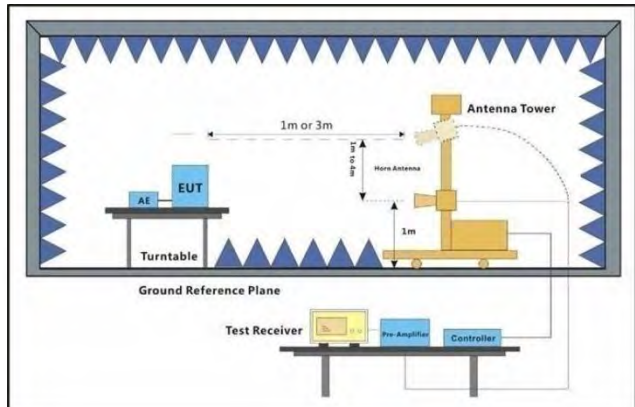 Antenna Tower
1m or 3m
1m to 4m
Horn Antenna
EUT
AE
1m
Turntable
Ground Reference Plane
Test Receiver
Pre-Amplifier
Controller